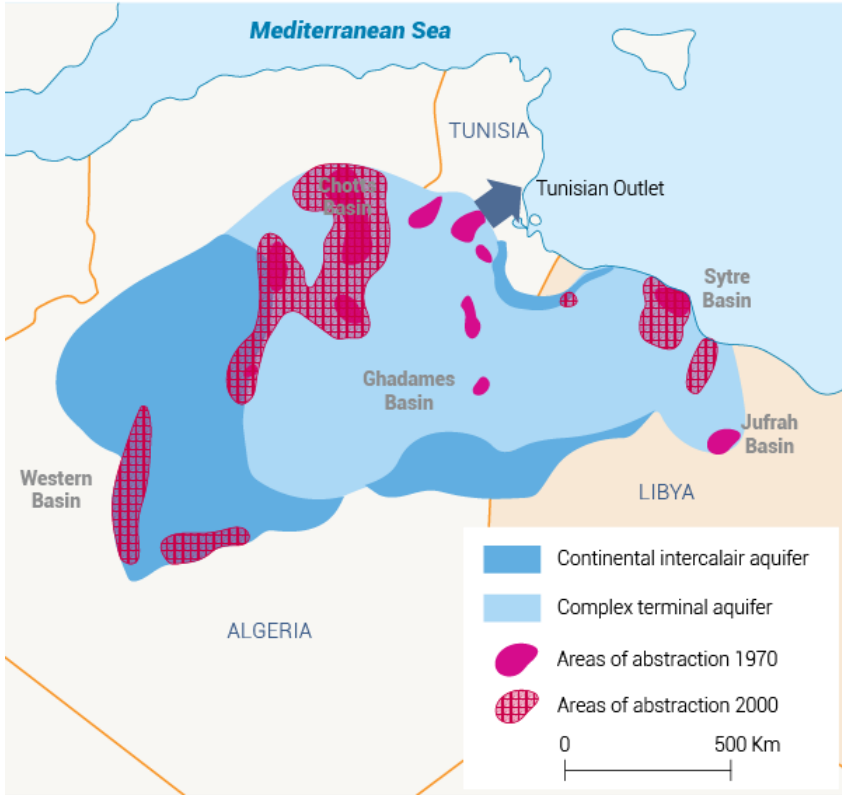 Mediterranean Sea
TUNISIA
Tunisian Outlet
Chotts
Basin
Sytre
Basin
Ghadames
Basin
Jufrah
Basin
Western
Basin
LIBYA
ALGERIA
Continental intercalair aquifer
Complex terminal aquifer
Areas of abstraction 1970
Areas of abstraction 2000
0 500 Km